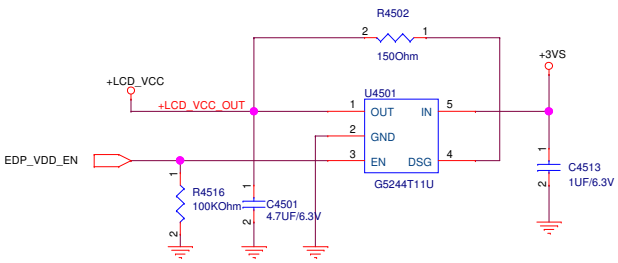 R4502
2
1
150Ohm
+3VS
+LCD_VCC
U4501
+LCD_VCC_OUT
1
OUT
IN
5
2
GND
EDP_VDD_EN
3
EN
DSG
4
1
C4513
1UF/6.3V
2
G5244T11U
1
R4516
100KOhm
2
1
C4501
4.7UF/6.3V
2